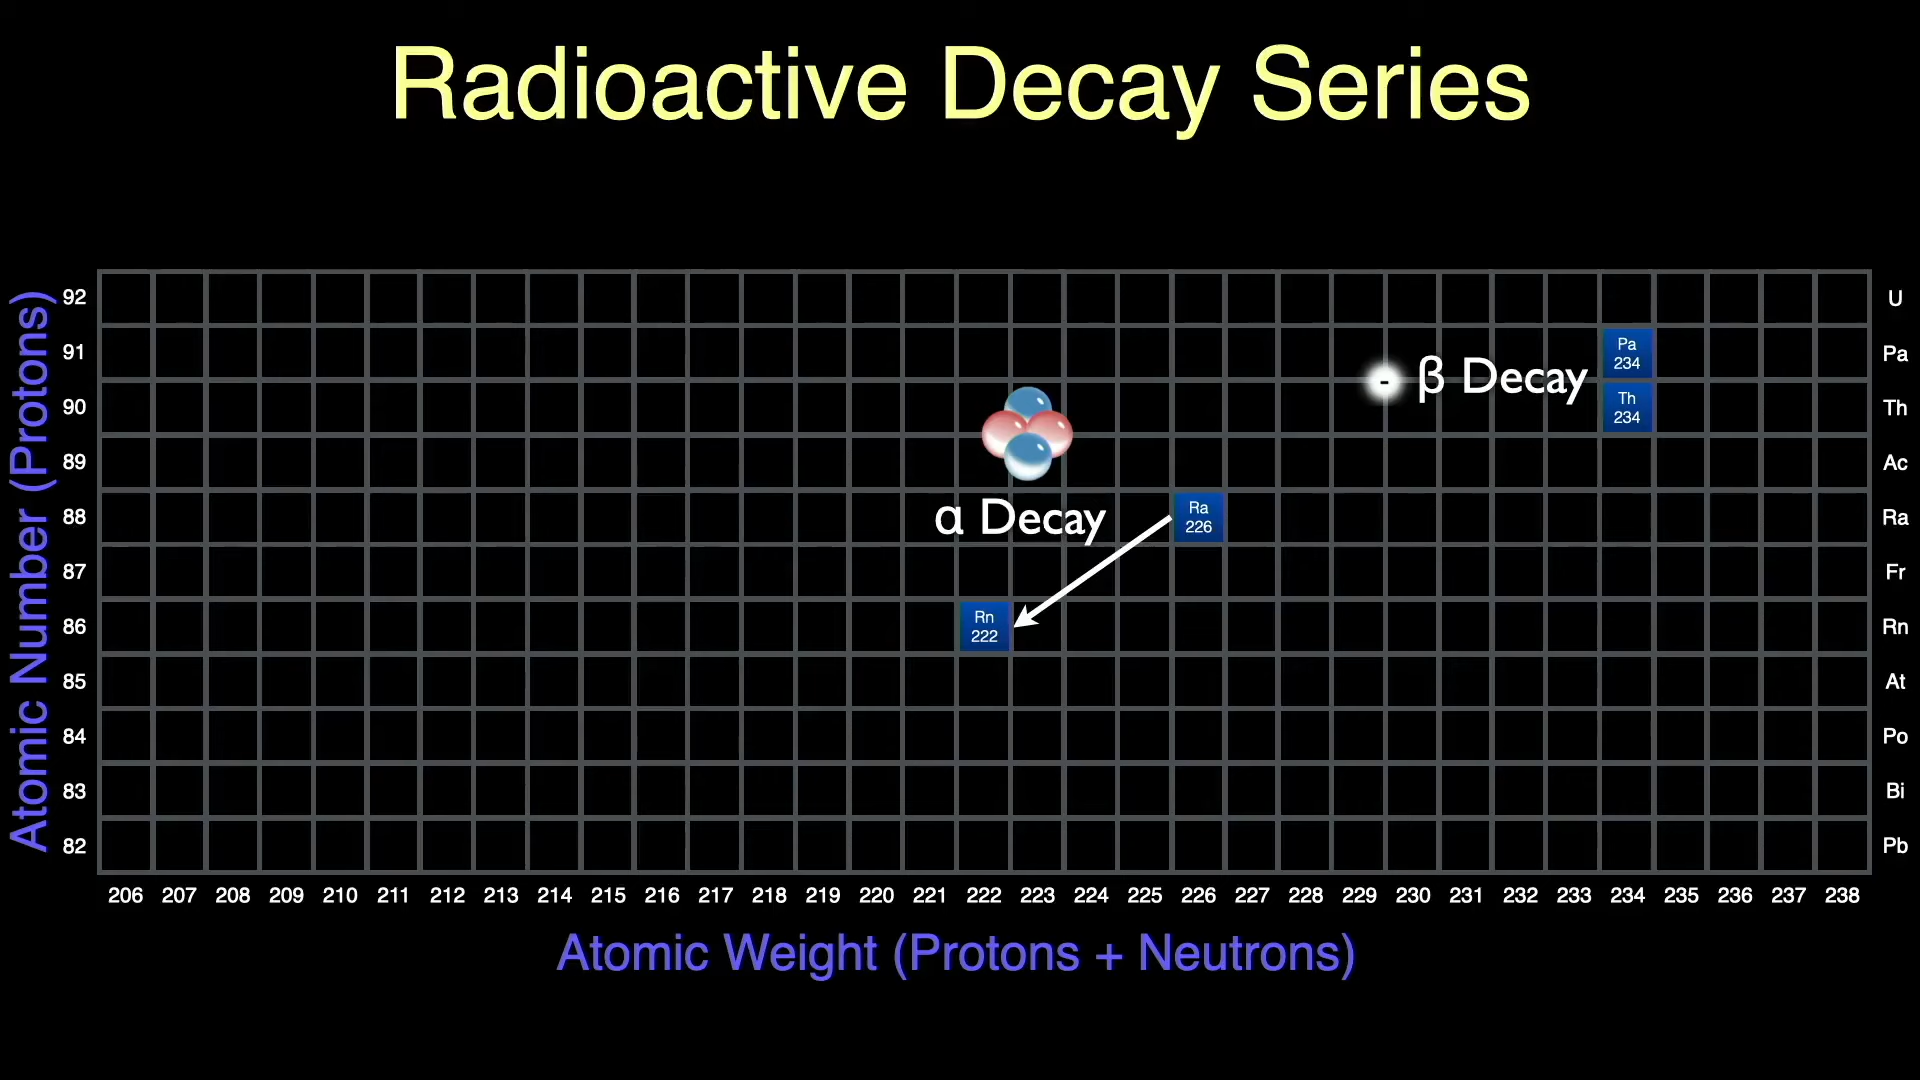 Radioactive Decay Series
Atomic Number (Protons)
92 U
91 Pa
90 Th
89 Ac
88 Ra
87 Fr
86 Rn
85 At
84 Po
83 Bi
82 Pb
Pa
234
- β Decay
Th
234
α Decay
Ra
226
Rn
222
206 207 208 209 210 211 212 213 214 215 216 217 218 219 220 221 222 223 224 225 226 227 228 229 230 231 232 233 234 235 236 237 238
Atomic Weight (Protons + Neutrons)